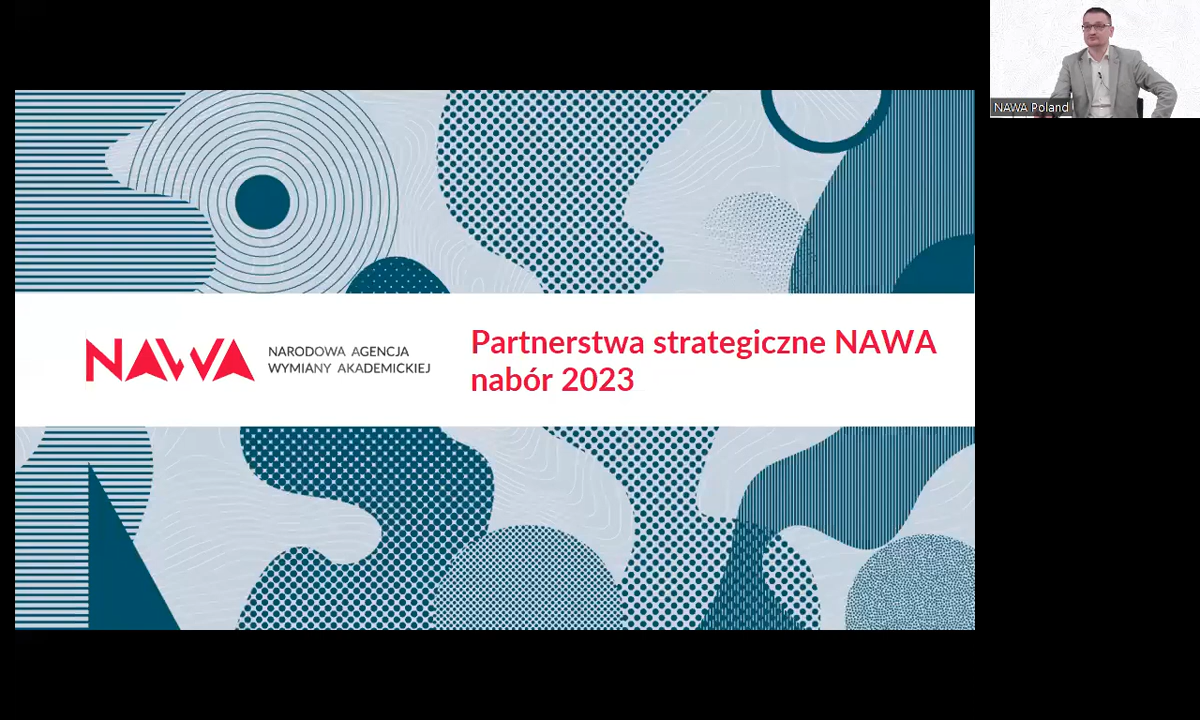 NAWA Poland
NAWA
NARODOWA AGENCJA
WYMIANY AKADEMICKIEJ
Partnerstwa strategiczne NAWA
nabór 2023